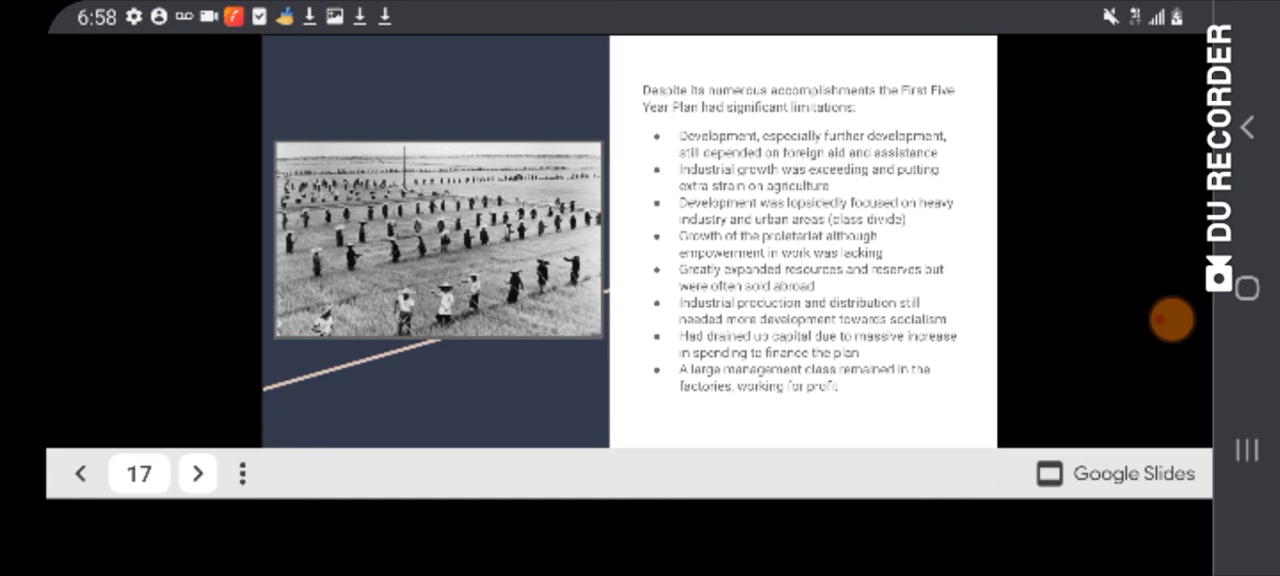 6:58
DU RECORDER
Despite its numerous accomplishments the First Five
Year Plan had significant limitations:
• Development, especially further development,
still depended on foreign aid and assistance
• Industrial growth was exceeding and putting
extra strain on agriculture
• Development was lopsidedly focused on heavy
industry and urban areas (class divide)
• Growth of the proletariat although
empowerment in work was lacking
• Greatly expanded resources and reserves but
were often sold abroad
• Industrial production and distribution still
needed more development towards socialism
• Had drained up capital due to massive increase
in spending to finance the plan
• A large management class remained in the
factories, working for profit
17
Google Slides